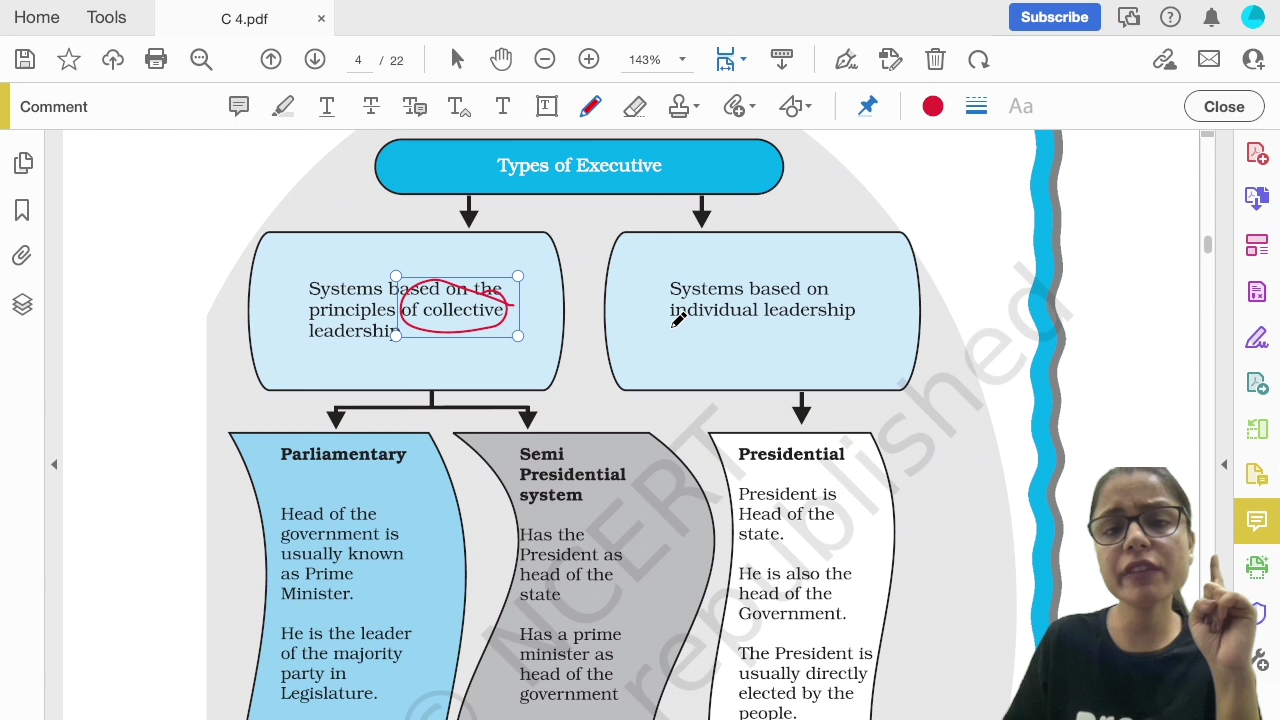 Home
Tools
C 4.pdf
×
Subscribe
4 / 22
143%
Comment
Aa
Close
Types of Executive
Systems based on the
principles of collective
leadership
Systems based on
individual leadership
Parliamentary
Head of the
government is
usually known
as Prime
Minister.
He is the leader
of the majority
party in
Legislature.
Semi
Presidential
system
Has the
President as
head of the
state
Has a prime
minister as
head of the
government
Presidential
President is
Head of the
state.
He is also the
head of the
Government.
The President is
usually directly
elected by the
people.
© NCERT
republished